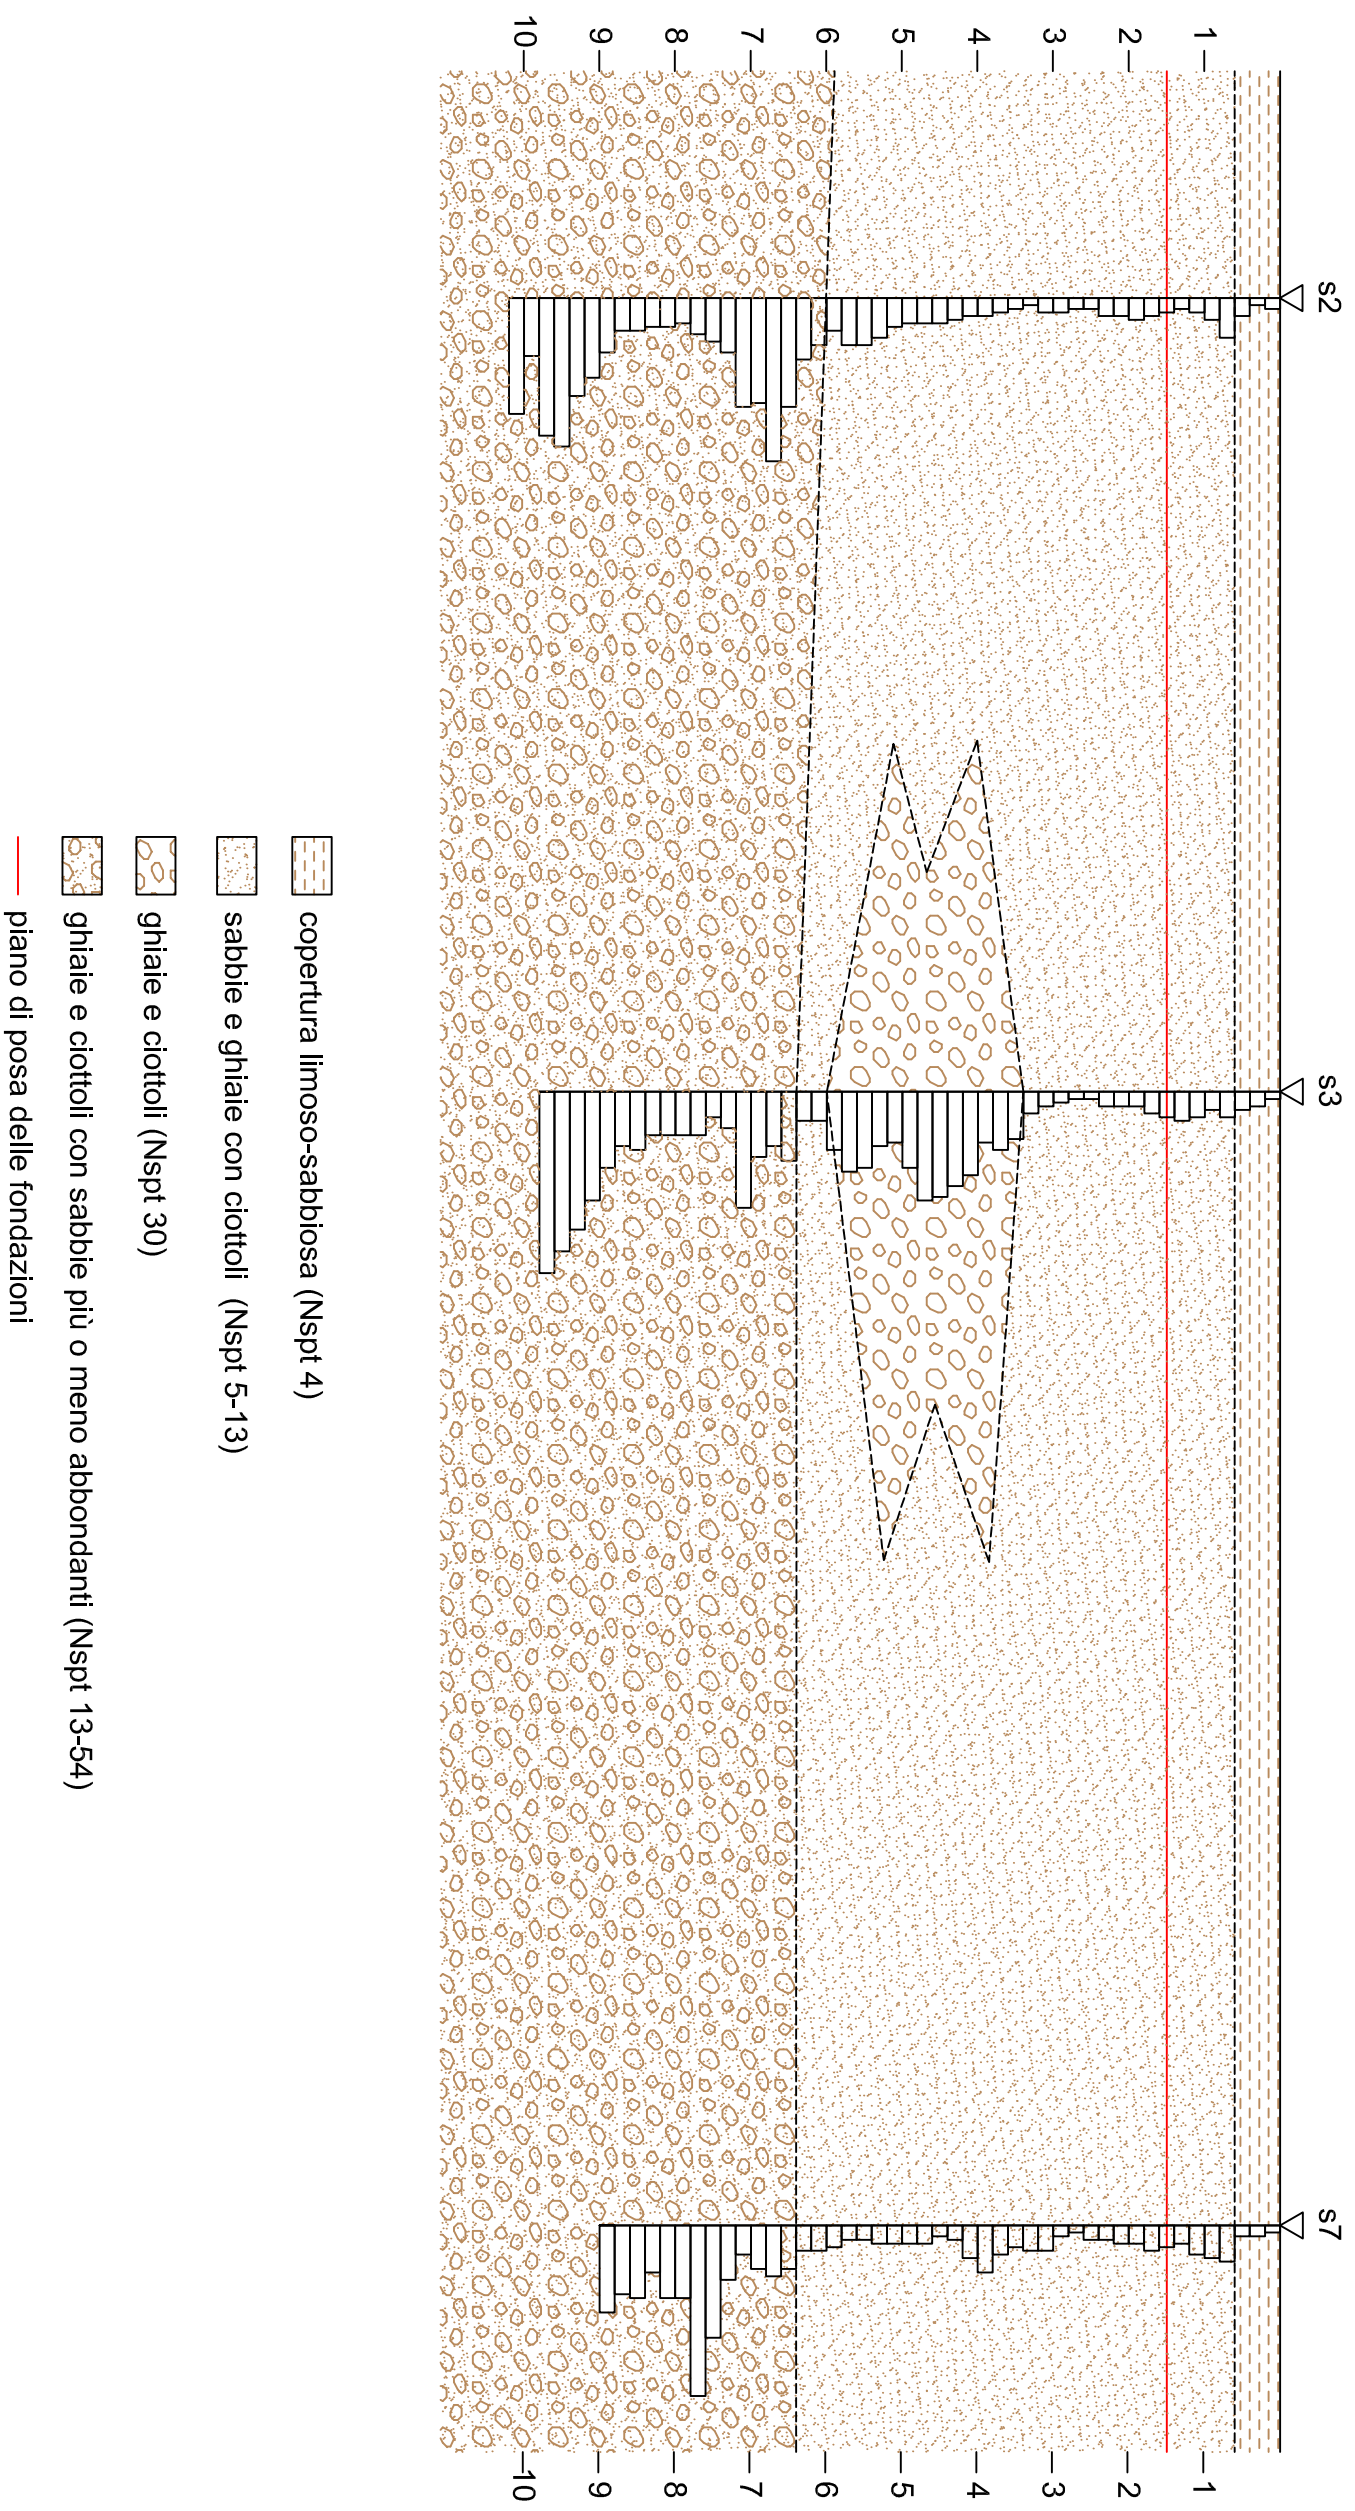 s2
s3
s7
1
2
3
4
5
6
7
8
9
10
1
2
3
4
5
6
7
8
9
10
copertura limoso-sabbiosa (Nspt 4)
sabbie e ghiaie con ciottoli (Nspt 5-13)
ghiaie e ciottoli (Nspt 30)
ghiaie e ciottoli con sabbie più o meno abbondanti (Nspt 13-54)
piano di posa delle fondazioni